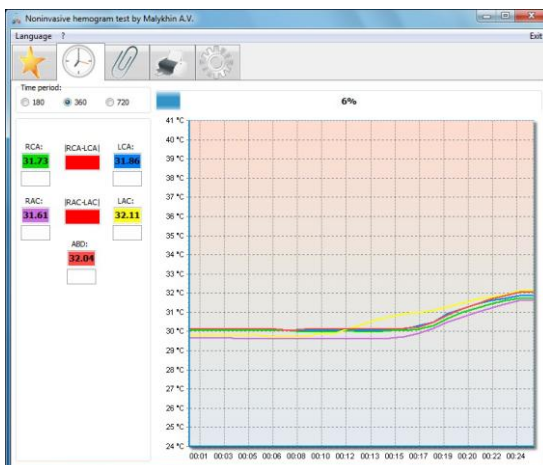 Noninvasive hemogram test by Malykhin A.V.
Language ? Exit
Time period:
180 360 720
6%
RCA: |RCA-LCA| LCA:
31.73 31.86
RAC: |RAC-LAC| LAC:
31.61 32.11
ABD:
32.04
41 °C
40 °C
39 °C
38 °C
37 °C
36 °C
35 °C
34 °C
33 °C
32 °C
31 °C
30 °C
29 °C
28 °C
27 °C
26 °C
25 °C
24 °C
00:01 00:03 00:05 00:06 00:08 00:10 00:12 00:13 00:15 00:17 00:19 00:20 00:22 00:24